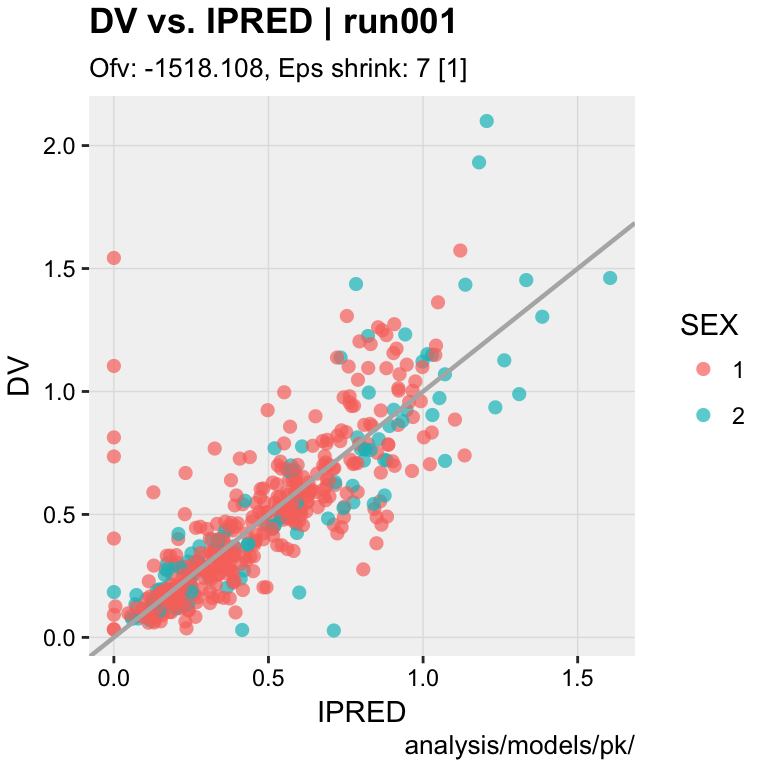 DV vs. IPRED | run001
Ofv: -1518.108, Eps shrink: 7 [1]
DV
2.0
1.5
1.0
0.5
0.0
0.0 0.5 1.0 1.5
IPRED
SEX
1
2
analysis/models/pk/